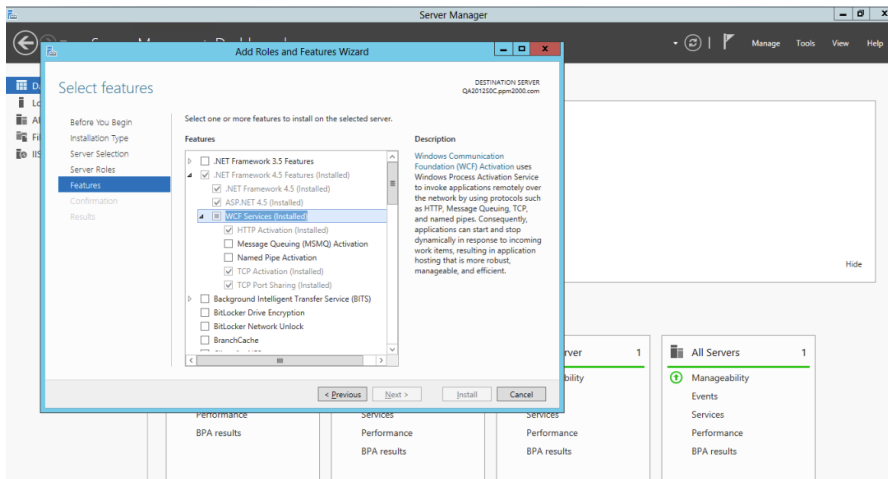 Server Manager
Manage Tools View Help
Add Roles and Features Wizard
Select features
DESTINATION SERVER
QA201250C.ppm2000.com
Before You Begin
Installation Type
Server Selection
Server Roles
Features
Confirmation
Results
Select one or more features to install on the selected server.
Features
.NET Framework 3.5 Features
.NET Framework 4.5 Features (Installed)
.NET Framework 4.5 (Installed)
ASP.NET 4.5 (Installed)
WCF Services (Installed)
HTTP Activation (Installed)
Message Queuing (MSMQ) Activation
Named Pipe Activation
TCP Activation (Installed)
TCP Port Sharing (Installed)
Background Intelligent Transfer Service (BITS)
BitLocker Drive Encryption
BitLocker Network Unlock
BranchCache
Description
Windows Communication
Foundation (WCF) Activation uses
Windows Process Activation Service
to invoke applications remotely over
the network by using protocols such
as HTTP, Message Queuing, TCP,
and named pipes. Consequently,
applications can start and stop
dynamically in response to incoming
work items, resulting in application
hosting that is more robust,
manageable, and efficient.
< Previous Next > Install Cancel
Hide
rver 1
bility
Services
Performance
BPA results
All Servers 1
Manageability
Events
Services
Performance
BPA results
Performance
BPA results
Services
Performance
BPA results